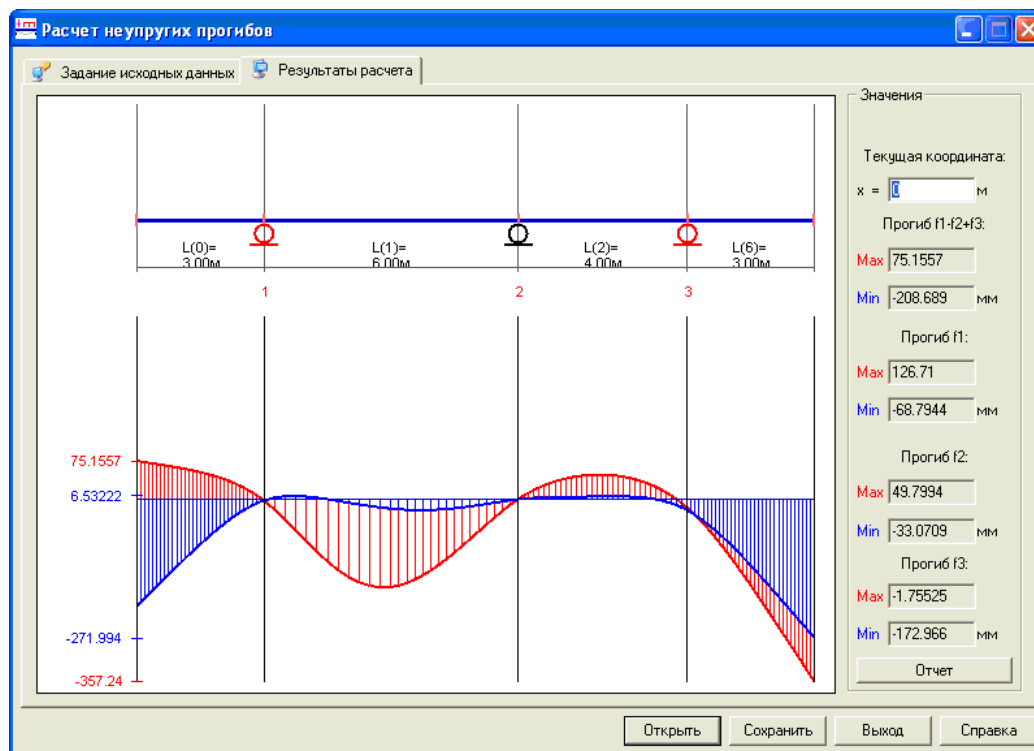 Расчет неупругих прогибов
Задание исходных данных
Результаты расчета
L(0)=
3.00м
L(1)=
6.00м
L(2)=
4.00м
L(6)=
3.00м
1
2
3
75.1557
6.53222
-271.994
-357.24
Значения
Текущая координата:
x = 0 м
Прогиб f1-f2+f3:
Max 75.1557
Min -208.689 мм
Прогиб f1:
Max 126.71
Min -68.7944 мм
Прогиб f2:
Max 49.7994
Min -33.0709 мм
Прогиб f3:
Max -1.75525
Min -172.966 мм
Отчет
Открыть
Сохранить
Выход
Справка